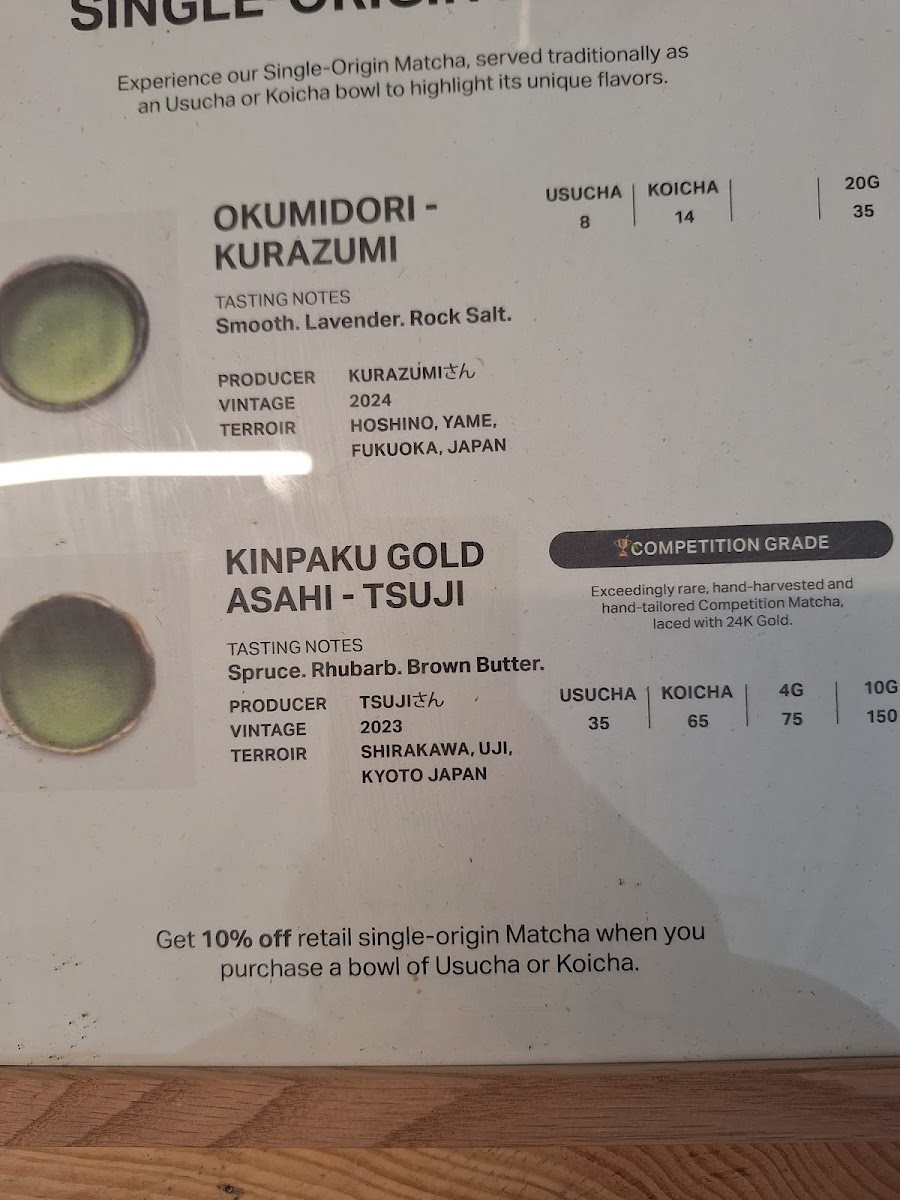 SINGLE-ORIGIN
Experience our Single-Origin Matcha, served traditionally as
an Usucha or Koicha bowl to highlight its unique flavors.
OKUMIDORI -
KURAZUMI
USUCHA KOICHA 20G
8 14 35
TASTING NOTES
Smooth. Lavender. Rock Salt.
PRODUCER KURAZUMIさん
VINTAGE 2024
TERROIR HOSHINO, YAME,
FUKUOKA, JAPAN
KINPAKU GOLD
ASAHI - TSUJI
COMPETITION GRADE
Exceedingly rare, hand-harvested and
hand-tailored Competition Matcha,
laced with 24K Gold.
TASTING NOTES
Spruce. Rhubarb. Brown Butter.
PRODUCER TSUJIさん
VINTAGE 2023
TERROIR SHIRAKAWA, UJI,
KYOTO JAPAN
USUCHA KOICHA 4G 10G
35 65 75 150
Get 10% off retail single-origin Matcha when you
purchase a bowl of Usucha or Koicha.